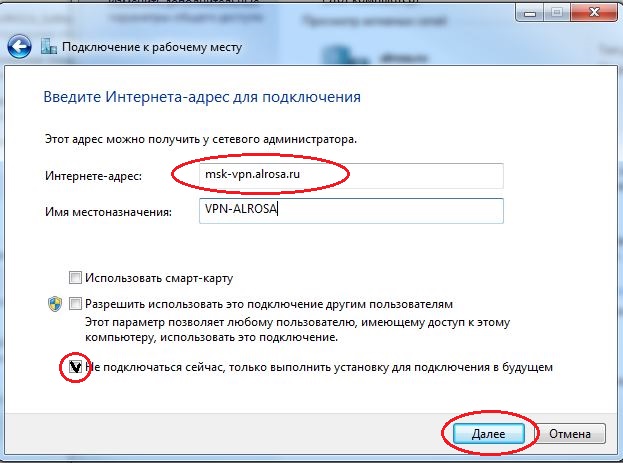 Подключение к рабочему месту
Введите Интернета-адрес для подключения
Этот адрес можно получить у сетевого администратора.
Интернете-адрес: msk-vpn.alrosa.ru
Имя местоназначения: VPN-ALROSA
Использовать смарт-карту
Разрешить использовать это подключение другим пользователям
Этот параметр позволяет любому пользователю, имеющему доступ к этому
компьютеру, использовать это подключение.
Не подключаться сейчас, только выполнить установку для подключения в будущем
Далее Отмена